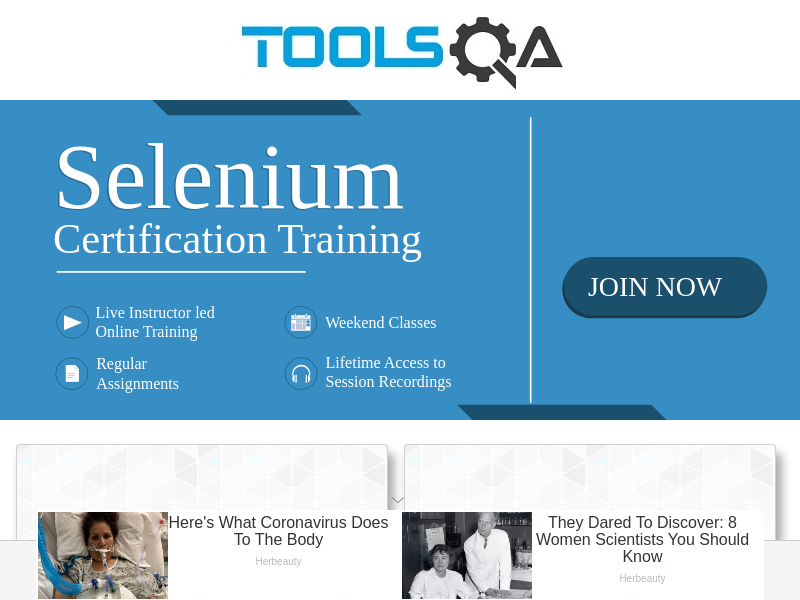 TOOLSQA
Selenium
Certification Training
JOIN NOW
Live Instructor led
Online Training
Weekend Classes
Regular
Assignments
Lifetime Access to
Session Recordings
Here's What Coronavirus Does
To The Body
Herbeauty
They Dared To Discover: 8
Women Scientists You Should
Know
Herbeauty